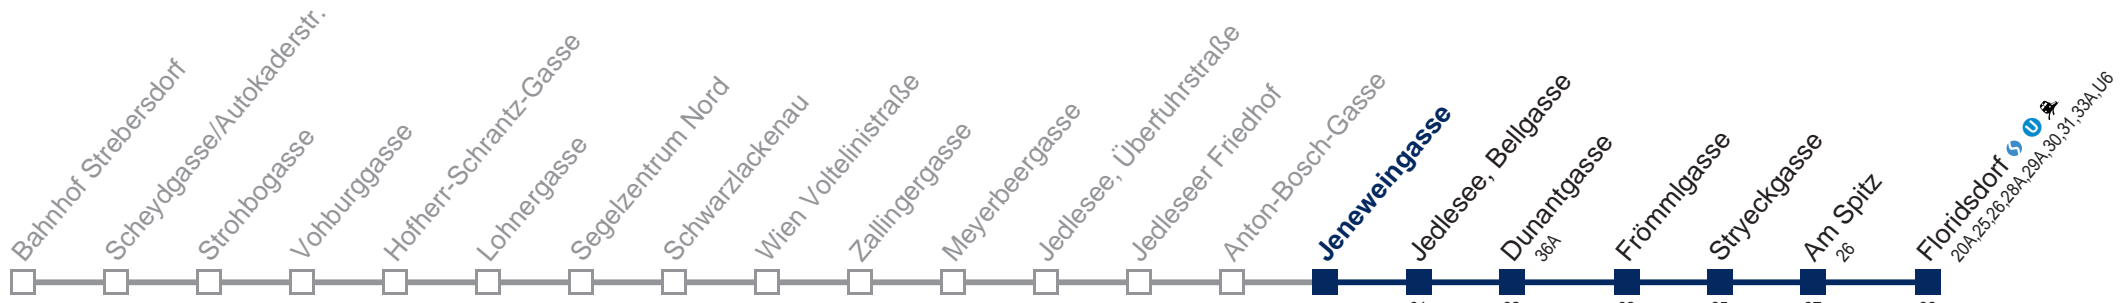 Bahnhof Strebersdorf
Scheydgasse/Autokaderstr.
Strohbogasse
Vohburggasse
Hofherr-Schrantz-Gasse
Lohnergasse
Segelzentrum Nord
Schwarzlackenau
Wien Voltelinistraße
Zallingergasse
Meyerbeergasse
Jedlesee, Überfuhrstraße
Jedleseer Friedhof
Anton-Bosch-Gasse
Jeneweingasse
Jedlesee, Bellgasse
Dunantgasse
36A
Frömmlgasse
Stryeckgasse
Am Spitz
26
Floridsdorf S U
20A,25,26,28A,29A,30,31,33A,U6